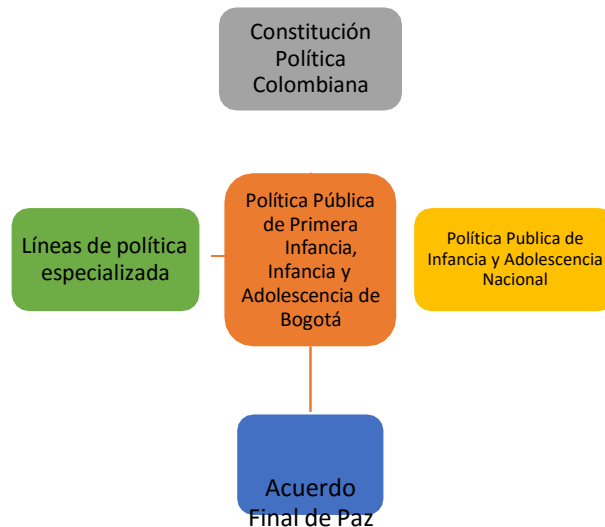 Constitución
Política
Colombiana
Líneas de política
especializada
Política Pública
de Primera
Infancia,
Infancia y
Adolescencia de
Bogotá
Política Publica de
Infancia y Adolescencia
Nacional
Acuerdo
Final de Paz